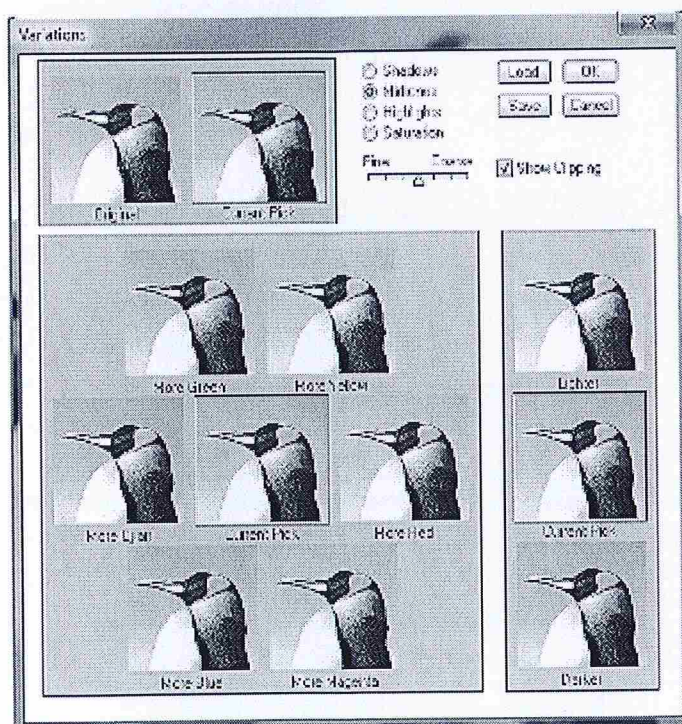 Variations
Shadows
Midtones
Highlights
Saturation
Load
OK
Save
Cancel
Fine Coarse
Show Clipping
Original
Current Pick
More Green
More Yellow
Lighter
More Cyan
Current Pick
More Red
Current Pick
More Blue
More Magenta
Darker